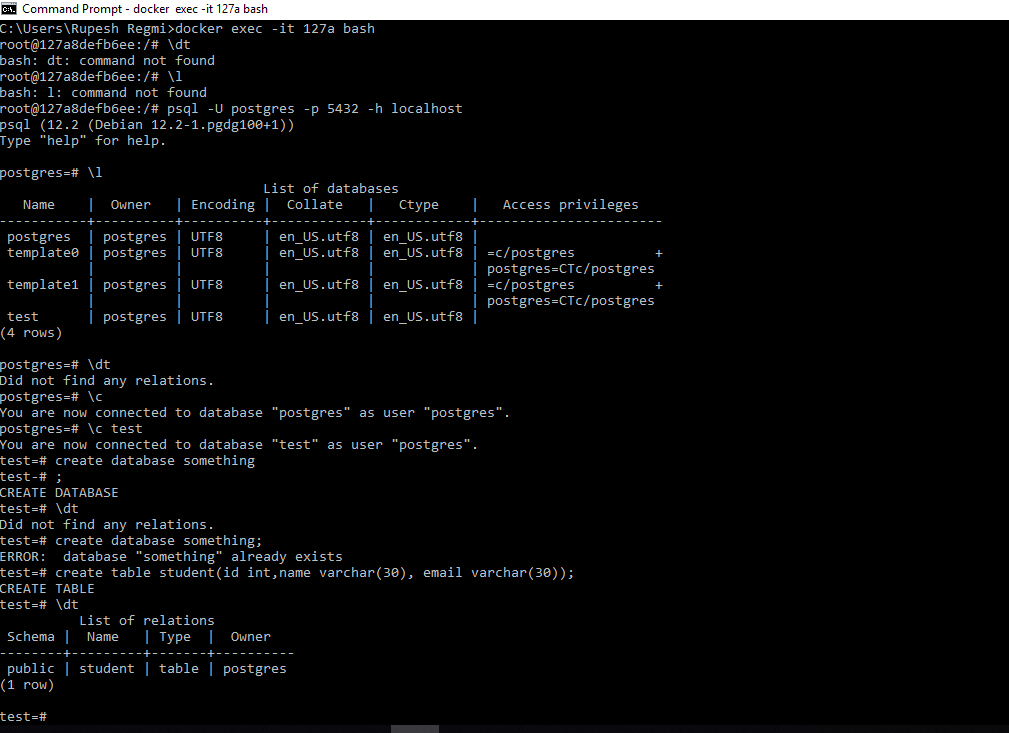 Command Prompt - docker exec -it 127a bash
C:\Users\Rupesh Regmi>docker exec -it 127a bash
root@127a8defb6ee:/# \dt
bash: dt: command not found
root@127a8defb6ee:/# \l
bash: l: command not found
root@127a8defb6ee:/# psql -U postgres -p 5432 -h localhost
psql (12.2 (Debian 12.2-1.pgdg100+1))
Type "help" for help.

postgres=# \l
                                 List of databases
   Name    |  Owner   | Encoding |  Collate   |   Ctype    |   Access privileges
-----------+----------+----------+------------+------------+-----------------------
 postgres  | postgres | UTF8     | en_US.utf8 | en_US.utf8 |
 template0 | postgres | UTF8     | en_US.utf8 | en_US.utf8 | =c/postgres          +
           |          |          |            |            | postgres=CTc/postgres
 template1 | postgres | UTF8     | en_US.utf8 | en_US.utf8 | =c/postgres          +
           |          |          |            |            | postgres=CTc/postgres
 test      | postgres | UTF8     | en_US.utf8 | en_US.utf8 |
(4 rows)

postgres=# \dt
Did not find any relations.
postgres=# \c
You are now connected to database "postgres" as user "postgres".
postgres=# \c test
You are now connected to database "test" as user "postgres".
test=# create database something
test-# ;
CREATE DATABASE
test=# \dt
Did not find any relations.
test=# create database something;
ERROR:  database "something" already exists
test=# create table student(id int,name varchar(30), email varchar(30));
CREATE TABLE
test=# \dt
          List of relations
 Schema |  Name   | Type  |  Owner
--------+---------+-------+----------
 public | student | table | postgres
(1 row)

test=#